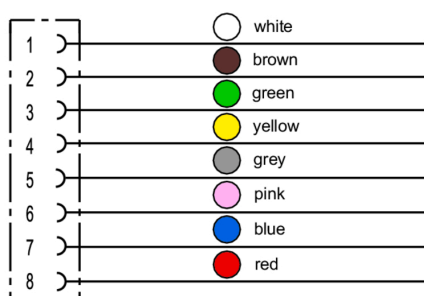 1 white
2 brown
3 green
4 yellow
5 grey
6 pink
7 blue
8 red